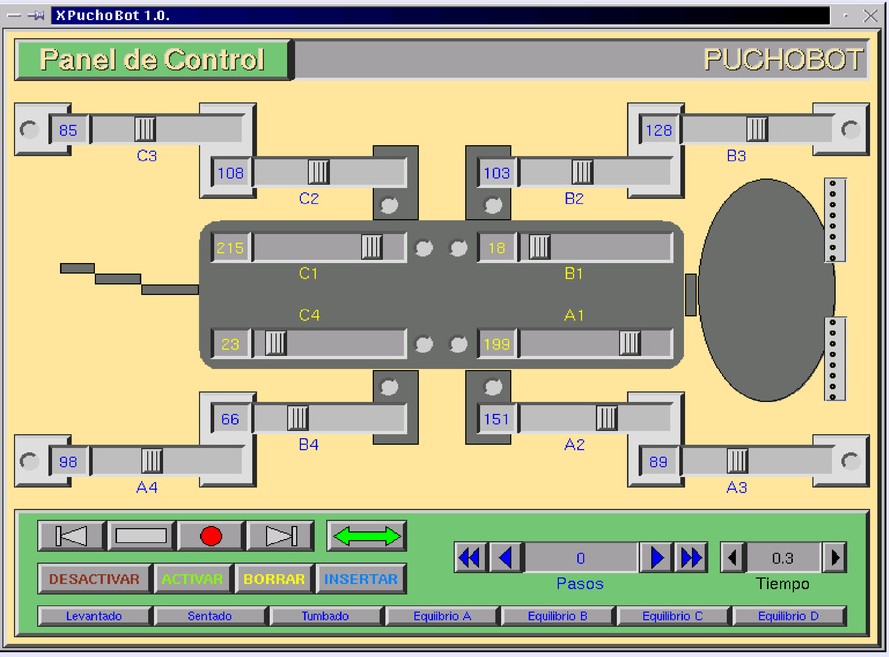 XPuchoBot 1.0.
Panel de Control
PUCHOBOT
85
C3
128
B3
108
C2
103
B2
215
C1
18
B1
C4
23
A1
199
66
B4
151
A2
98
A4
89
A3
0
Pasos
0.3
Tiempo
DESACTIVAR
ACTIVAR
BORRAR
INSERTAR
Levantado
Sentado
Tumbado
Equilibrio A
Equilibrio B
Equilibrio C
Equilibrio D